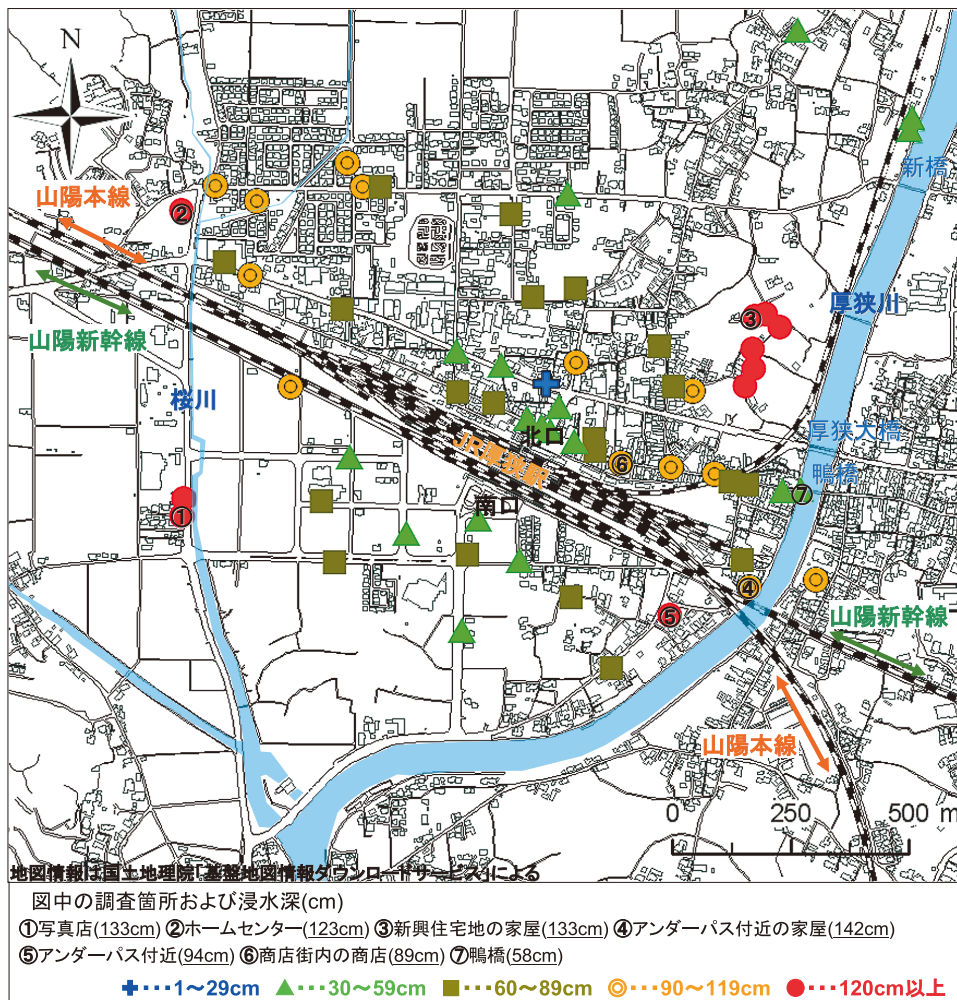 N
山陽本線
②
新橋
山陽新幹線
厚狭川
③
桜川
北口
厚狭大橋
JR厚狭駅
⑥
鴨橋
⑦
南口
①
④
⑤
山陽新幹線
山陽本線
0 250 500 m
地図情報は国土地理院「基盤地図情報ダウンロードサービス」による
図中の調査箇所および浸水深(cm)
①写真店(133cm) ②ホームセンター(123cm) ③新興住宅地の家屋(133cm) ④アンダーパス付近の家屋(142cm)
⑤アンダーパス付近(94cm) ⑥商店街内の商店(89cm) ⑦鴨橋(58cm)
･･･1～29cm ･･･30～59cm ･･･60～89cm ･･･90～119cm ･･･120cm以上